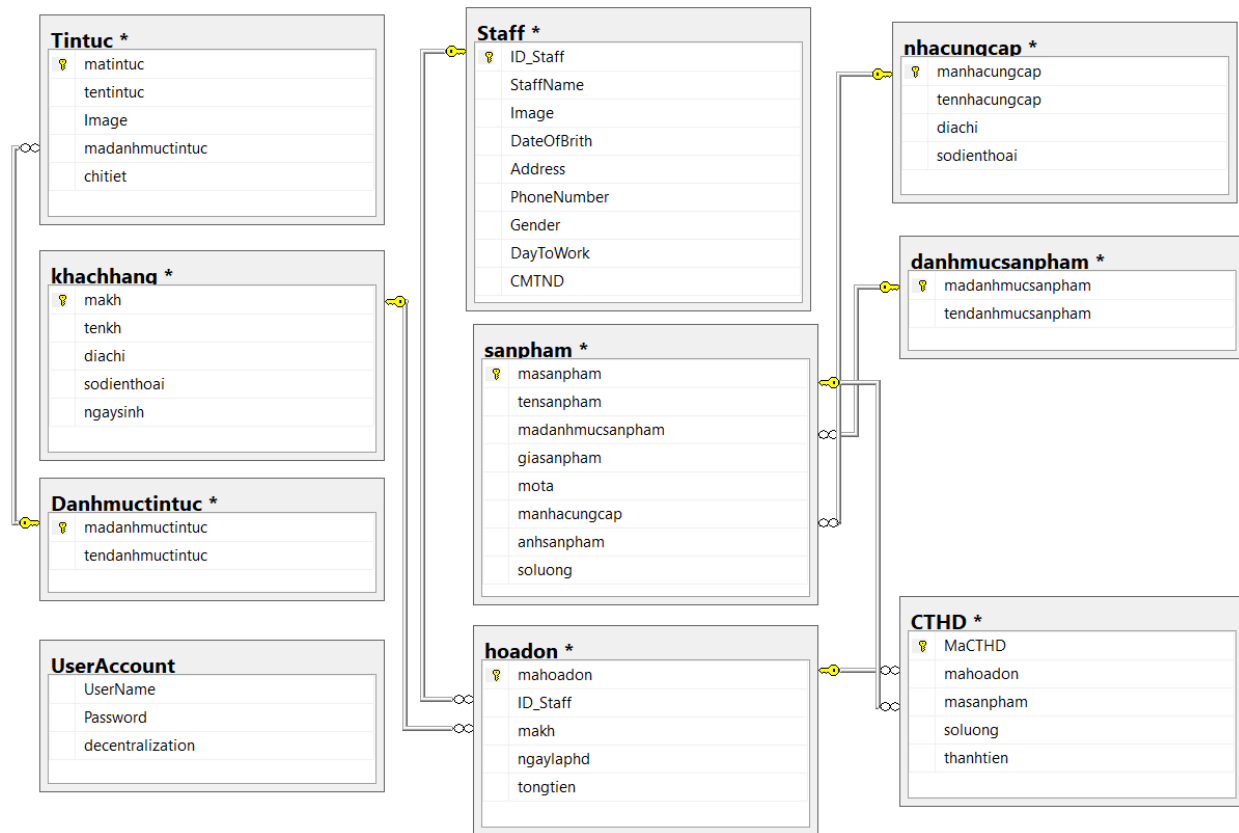 Tintuc *
matintuc
tentintuc
Image
madanhmuctintuc
chitiet
khachhang *
makh
tenkh
diachi
sodienthoai
ngaysinh
Danhmuctintuc *
madanhmuctintuc
tendanhmuctintuc
UserAccount
UserName
Password
decentralization
Staff *
ID_Staff
StaffName
Image
DateOfBrith
Address
PhoneNumber
Gender
DayToWork
CMTND
sanpham *
masanpham
tensanpham
madanhmucsanpham
giasanpham
mota
manhacungcap
anhsanpham
soluong
hoadon *
mahoadon
ID_Staff
makh
ngaylaphd
tongtien
nhacungcap *
manhacungcap
tennhacungcap
diachi
sodienthoai
danhmucsanpham *
madanhmucsanpham
tendanhmucsanpham
CTHD *
MaCTHD
mahoadon
masanpham
soluong
thanhtien